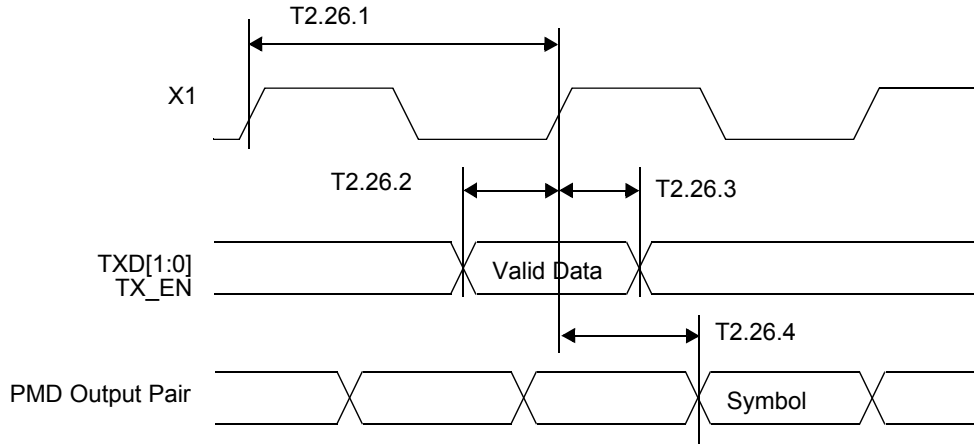 T2.26.1
X1
T2.26.2
T2.26.3
TXD[1:0]
TX_EN
Valid Data
T2.26.4
PMD Output Pair
Symbol